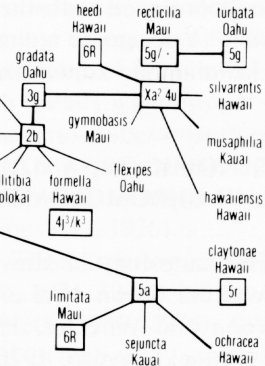 heedi
Hawaii
6R
recticilia
Maui
5g/ ·
turbata
Oahu
5g
gradata
Oahu
3g
Xa² 4u
silvarentis
Hawaii
gymnobasis
Maui
2b
musaphilia
Kauai
flexipes
Oahu
litibia
olokai
formella
Hawaii
4j³/k³
hawaiiensis
Hawaii
claytonae
Hawaii
5a
5r
limitata
Maui
6R
sejuncta
Kauai
ochracea
Hawaii